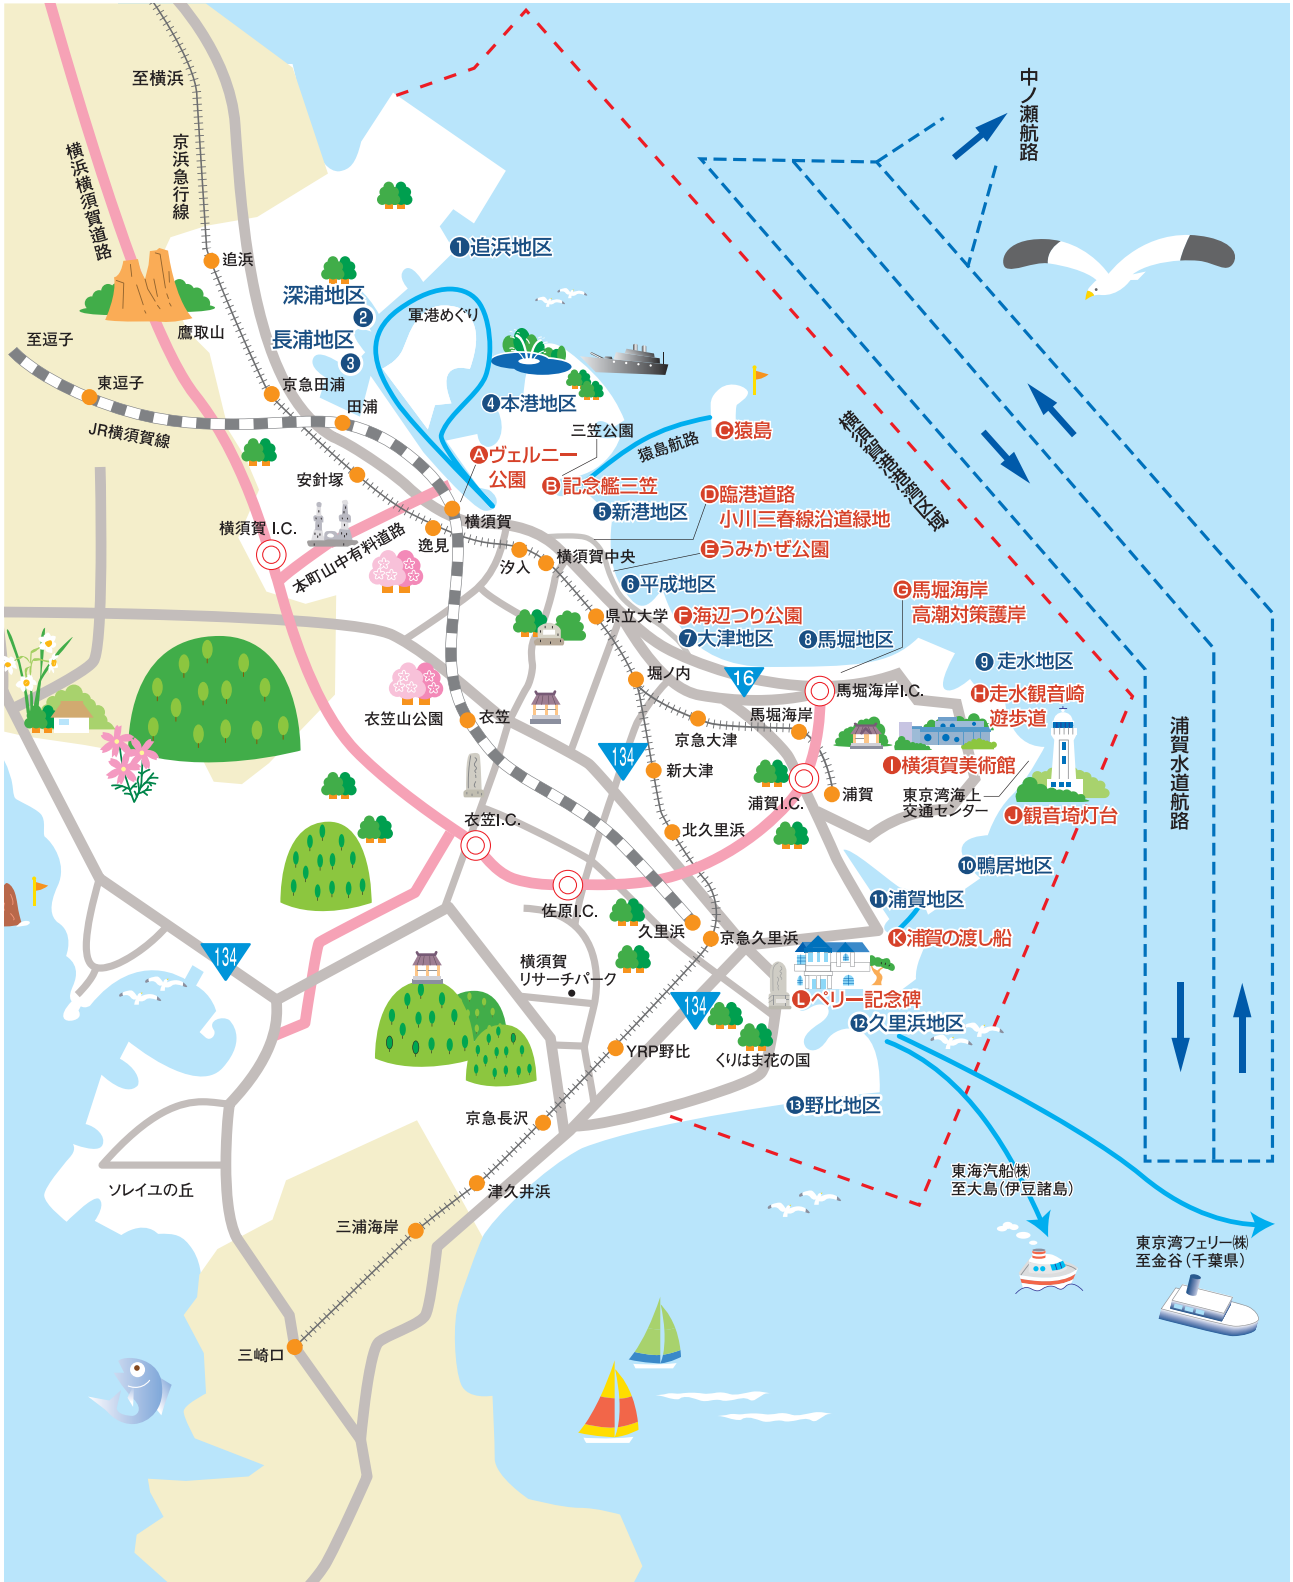 至横浜
中ノ瀬航路
京浜急行線
横浜横須賀道路
❶追浜地区
追浜
深浦地区
❷
軍港めぐり
鷹取山
長浦地区
❸
至逗子
東逗子
京急田浦
田浦
❹本港地区
三笠公園
Ⓒ猿島
猿島航路
横須賀港港湾区域
JR横須賀線
Ⓐヴェルニー
公園
安針塚
Ⓑ記念艦三笠
Ⓓ臨港道路
小川三春線沿道緑地
❺新港地区
横須賀
横須賀 I.C.
逸見
本町山中有料道路
汐入
横須賀中央
Ⓔうみかぜ公園
❻平成地区
Ⓖ馬堀海岸
高潮対策護岸
県立大学
Ⓕ海辺つり公園
❼大津地区
❽馬堀地区
❾走水地区
堀ノ内
16
馬堀海岸I.C.
Ⓗ走水観音崎
遊歩道
衣笠山公園
衣笠
馬堀海岸
京急大津
浦賀水道航路
134
新大津
Ⓘ横須賀美術館
浦賀I.C.
浦賀
東京湾海上
交通センター
Ⓙ観音埼灯台
衣笠I.C.
北久里浜
❿鴨居地区
⓫浦賀地区
佐原I.C.
久里浜
京急久里浜
Ⓚ浦賀の渡し船
134
横須賀
リサーチパーク
134
Ⓛペリー記念碑
⓬久里浜地区
YRP野比
くりはま花の国
⓭野比地区
京急長沢
東海汽船㈱
至大島(伊豆諸島)
ソレイユの丘
津久井浜
三浦海岸
東京湾フェリー㈱
至金谷(千葉県)
三崎口